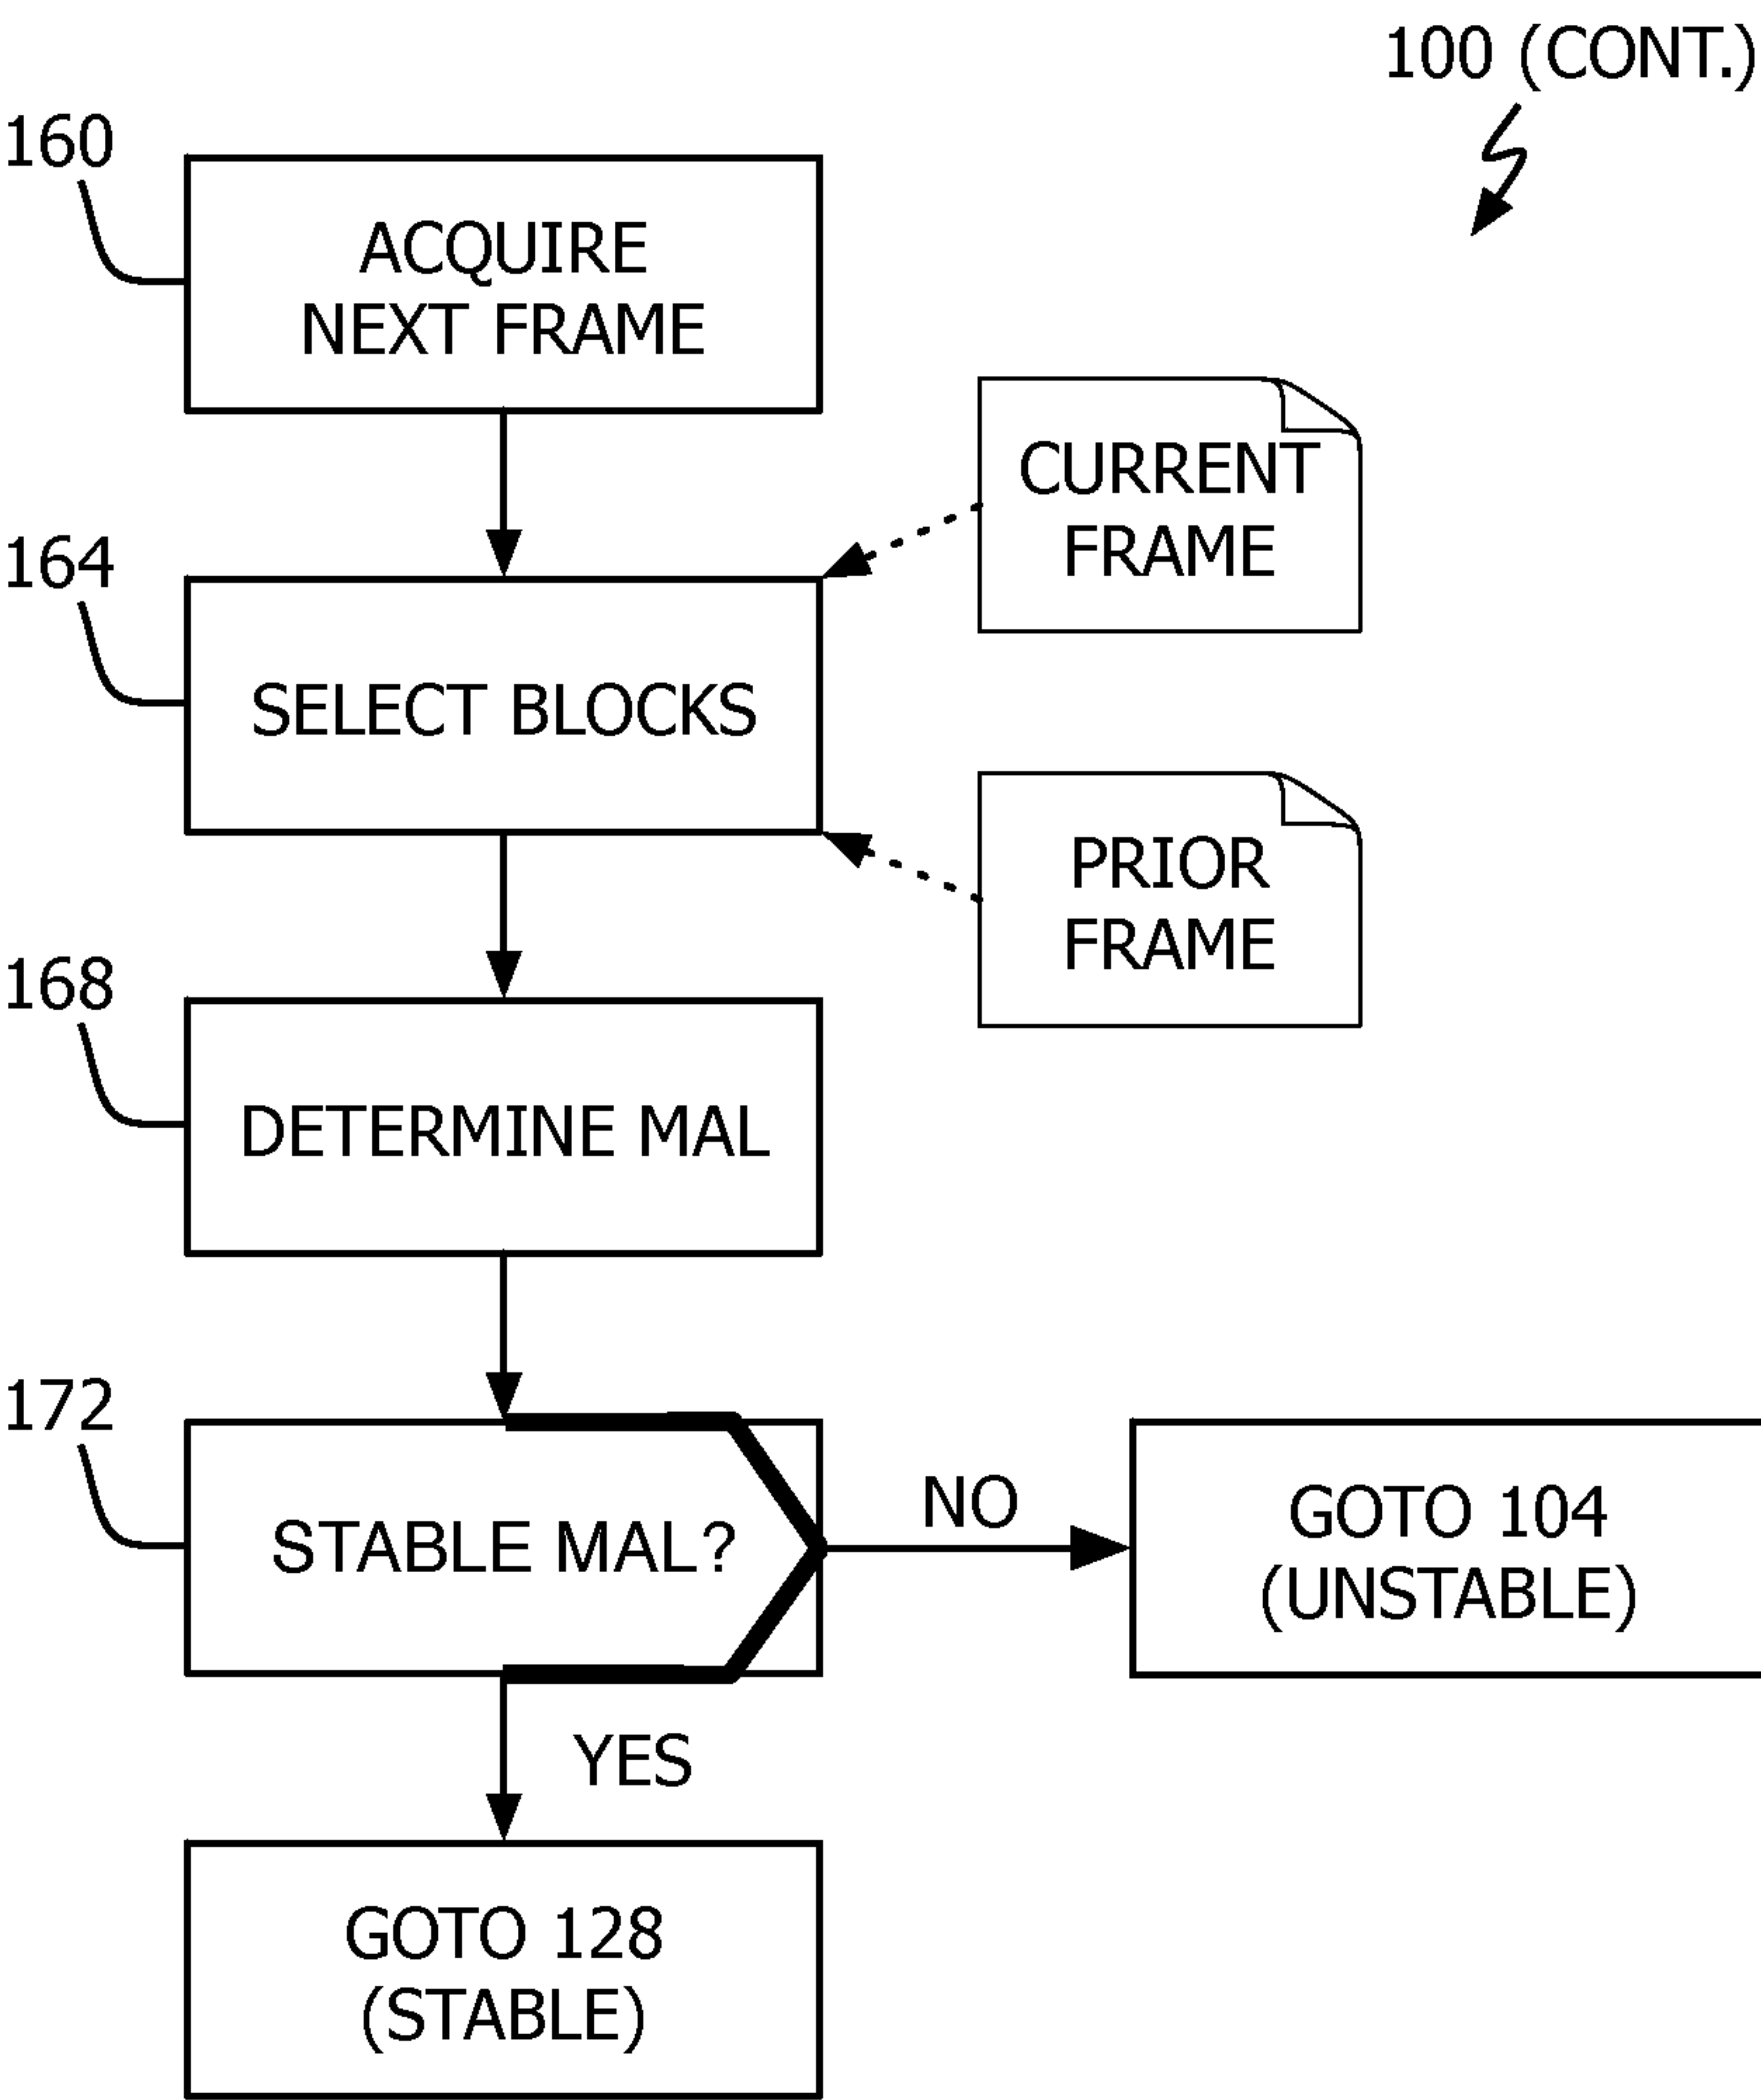 100 (CONT.)
160
ACQUIRE
NEXT FRAME
CURRENT
FRAME
164
SELECT BLOCKS
PRIOR
FRAME
168
DETERMINE MAL
172
STABLE MAL?
NO
GOTO 104
(UNSTABLE)
YES
GOTO 128
(STABLE)